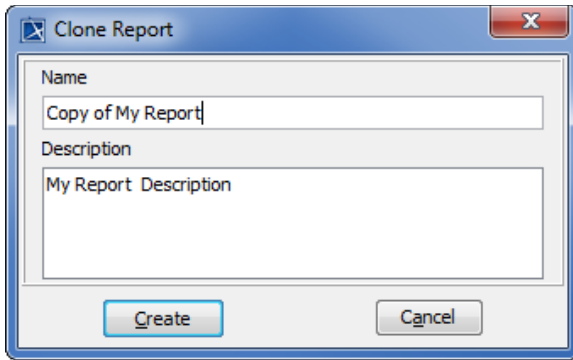 Clone Report
Name
Copy of My Report
Description
My Report  Description
Create
Cancel